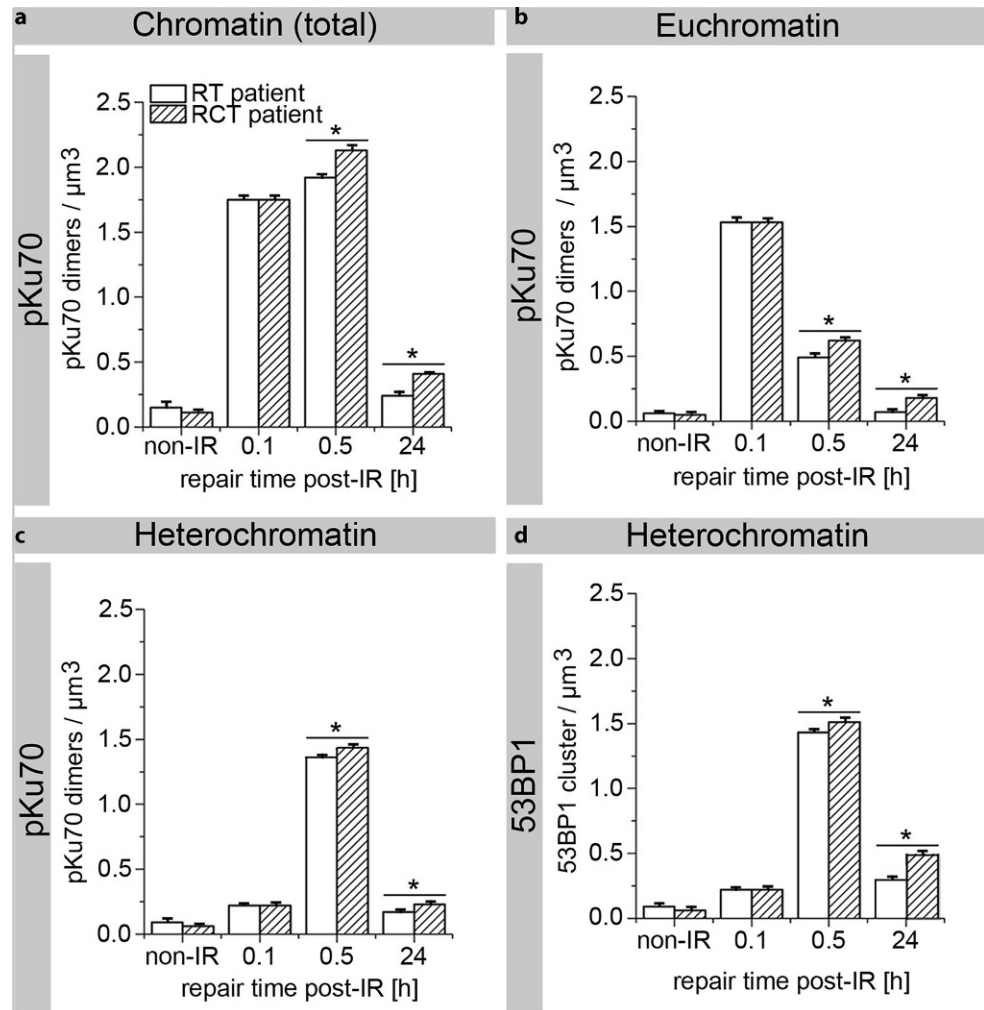 a
Chromatin (total)
pKu70
pKu70 dimers / µm3
RT patient
RCT patient
2.5
2.0
1.5
1.0
0.5
0.0
*
*
non-IR 0.1 0.5 24
repair time post-IR [h]
b
Euchromatin
pKu70
pKu70 dimers / µm3
2.5
2.0
1.5
1.0
0.5
0.0
*
*
non-IR 0.1 0.5 24
repair time post-IR [h]
c
Heterochromatin
pKu70
pKu70 dimers / µm3
2.5
2.0
1.5
1.0
0.5
0.0
*
*
non-IR 0.1 0.5 24
repair time post-IR [h]
d
Heterochromatin
53BP1
53BP1 cluster / µm3
2.5
2.0
1.5
1.0
0.5
0.0
*
*
non-IR 0.1 0.5 24
repair time post-IR [h]